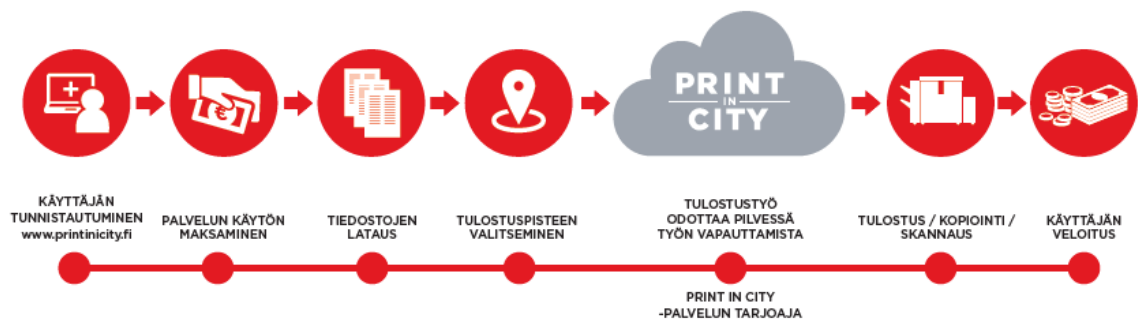 PRINT
IN
CITY
KÄYTTÄJÄN
TUNNISTAUTUMINEN
www.printinicity.fi
PALVELUN KÄYTÖN
MAKSAMINEN
TIEDOSTOJEN
LATAUS
TULOSTUSPISTEEN
VALITSEMINEN
TULOSTUSTYÖ
ODOTTAA PILVESSÄ
TYÖN VAPAUTTAMISTA
TULOSTUS / KOPIOINTI /
SKANNAUS
KÄYTTÄJÄN
VELOITUS
PRINT IN CITY
-PALVELUN TARJOAJA